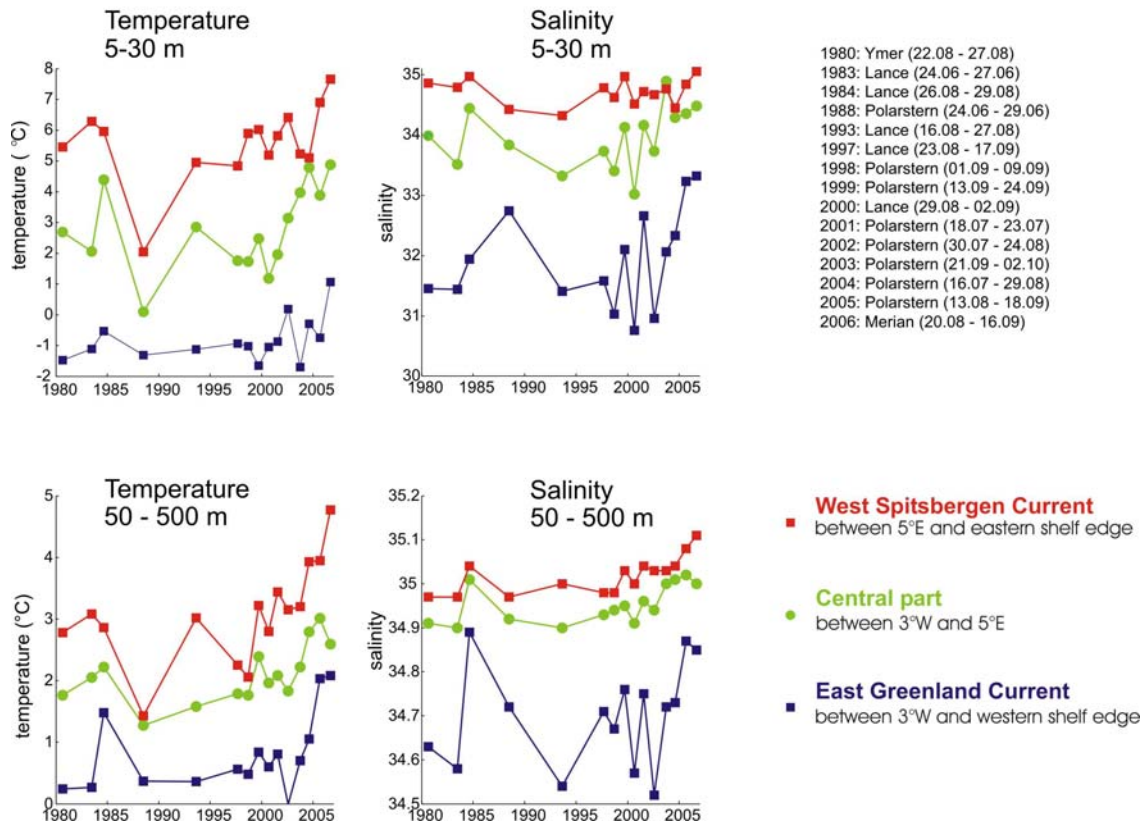 Temperature
5-30 m
8
7
6
5
4
3
2
1
0
-1
-2
temperature ( °C)
1980 1985 1990 1995 2000 2005
Salinity
5-30 m
35
34
33
32
31
30
salinity
1980 1985 1990 1995 2000 2005
1980: Ymer (22.08 - 27.08)
1983: Lance (24.06 - 27.06)
1984: Lance (26.08 - 29.08)
1988: Polarstern (24.06 - 29.06)
1993: Lance (16.08 - 27.08)
1997: Lance (23.08 - 17.09)
1998: Polarstern (01.09 - 09.09)
1999: Polarstern (13.09 - 24.09)
2000: Lance (29.08 - 02.09)
2001: Polarstern (18.07 - 23.07)
2002: Polarstern (30.07 - 24.08)
2003: Polarstern (21.09 - 02.10)
2004: Polarstern (16.07 - 29.08)
2005: Polarstern (13.08 - 18.09)
2006: Merian (20.08 - 16.09)
Temperature
50 - 500 m
5
4
3
2
1
0
temperature (°C)
1980 1985 1990 1995 2000 2005
Salinity
50 - 500 m
35.2
35.1
35
34.9
34.8
34.7
34.6
34.5
salinity
1980 1985 1990 1995 2000 2005
West Spitsbergen Current
between 5°E and eastern shelf edge
Central part
between 3°W and 5°E
East Greenland Current
between 3°W and western shelf edge